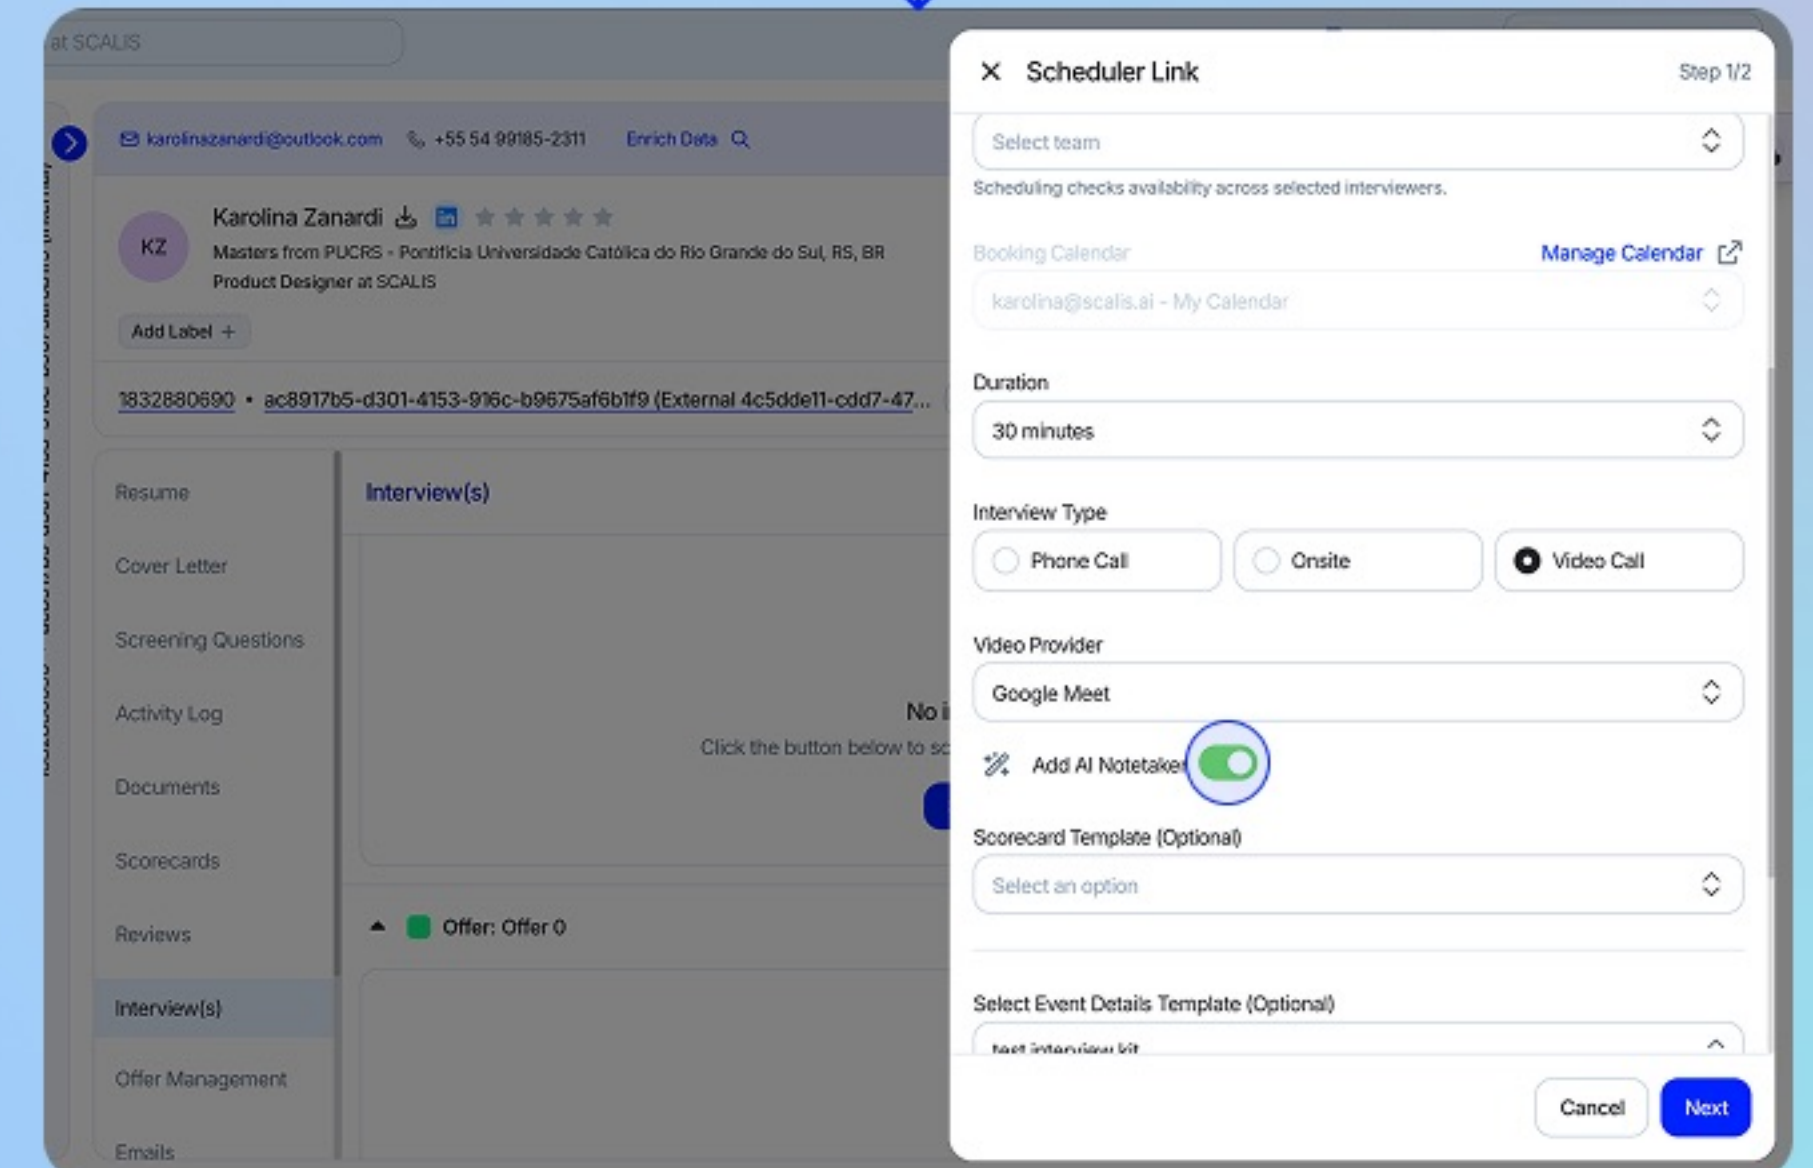 at SCALIS
karolinazanardi@outlook.com +55 54 99185-2311 Enrich Data
KZ
Karolina Zanardi
Masters from PUCRS - Pontifícia Universidade Católica do Rio Grande do Sul, RS, BR
Product Designer at SCALIS
Add Label +
1832880690 • ac8917b5-d301-4153-916c-b9675af6b1f9 (External 4c5dde11-cdd7-47...
Resume
Cover Letter
Screening Questions
Activity Log
Documents
Scorecards
Reviews
Interview(s)
Offer Management
Emails
Interview(s)
No
Click the button below to
Offer: Offer 0
Scheduler Link
Step 1/2
Select team
Scheduling checks availability across selected interviewers.
Booking Calendar
Manage Calendar
karolina@scalis.ai - My Calendar
Duration
30 minutes
Interview Type
Phone Call
Onsite
Video Call
Video Provider
Google Meet
Add AI Notetaker
Scorecard Template (Optional)
Select an option
Select Event Details Template (Optional)
test interview kit
Cancel
Next